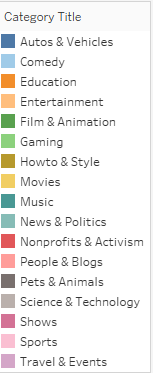 Category Title
Autos & Vehicles
Comedy
Education
Entertainment
Film & Animation
Gaming
Howto & Style
Movies
Music
News & Politics
Nonprofits & Activism
People & Blogs
Pets & Animals
Science & Technology
Shows
Sports
Travel & Events